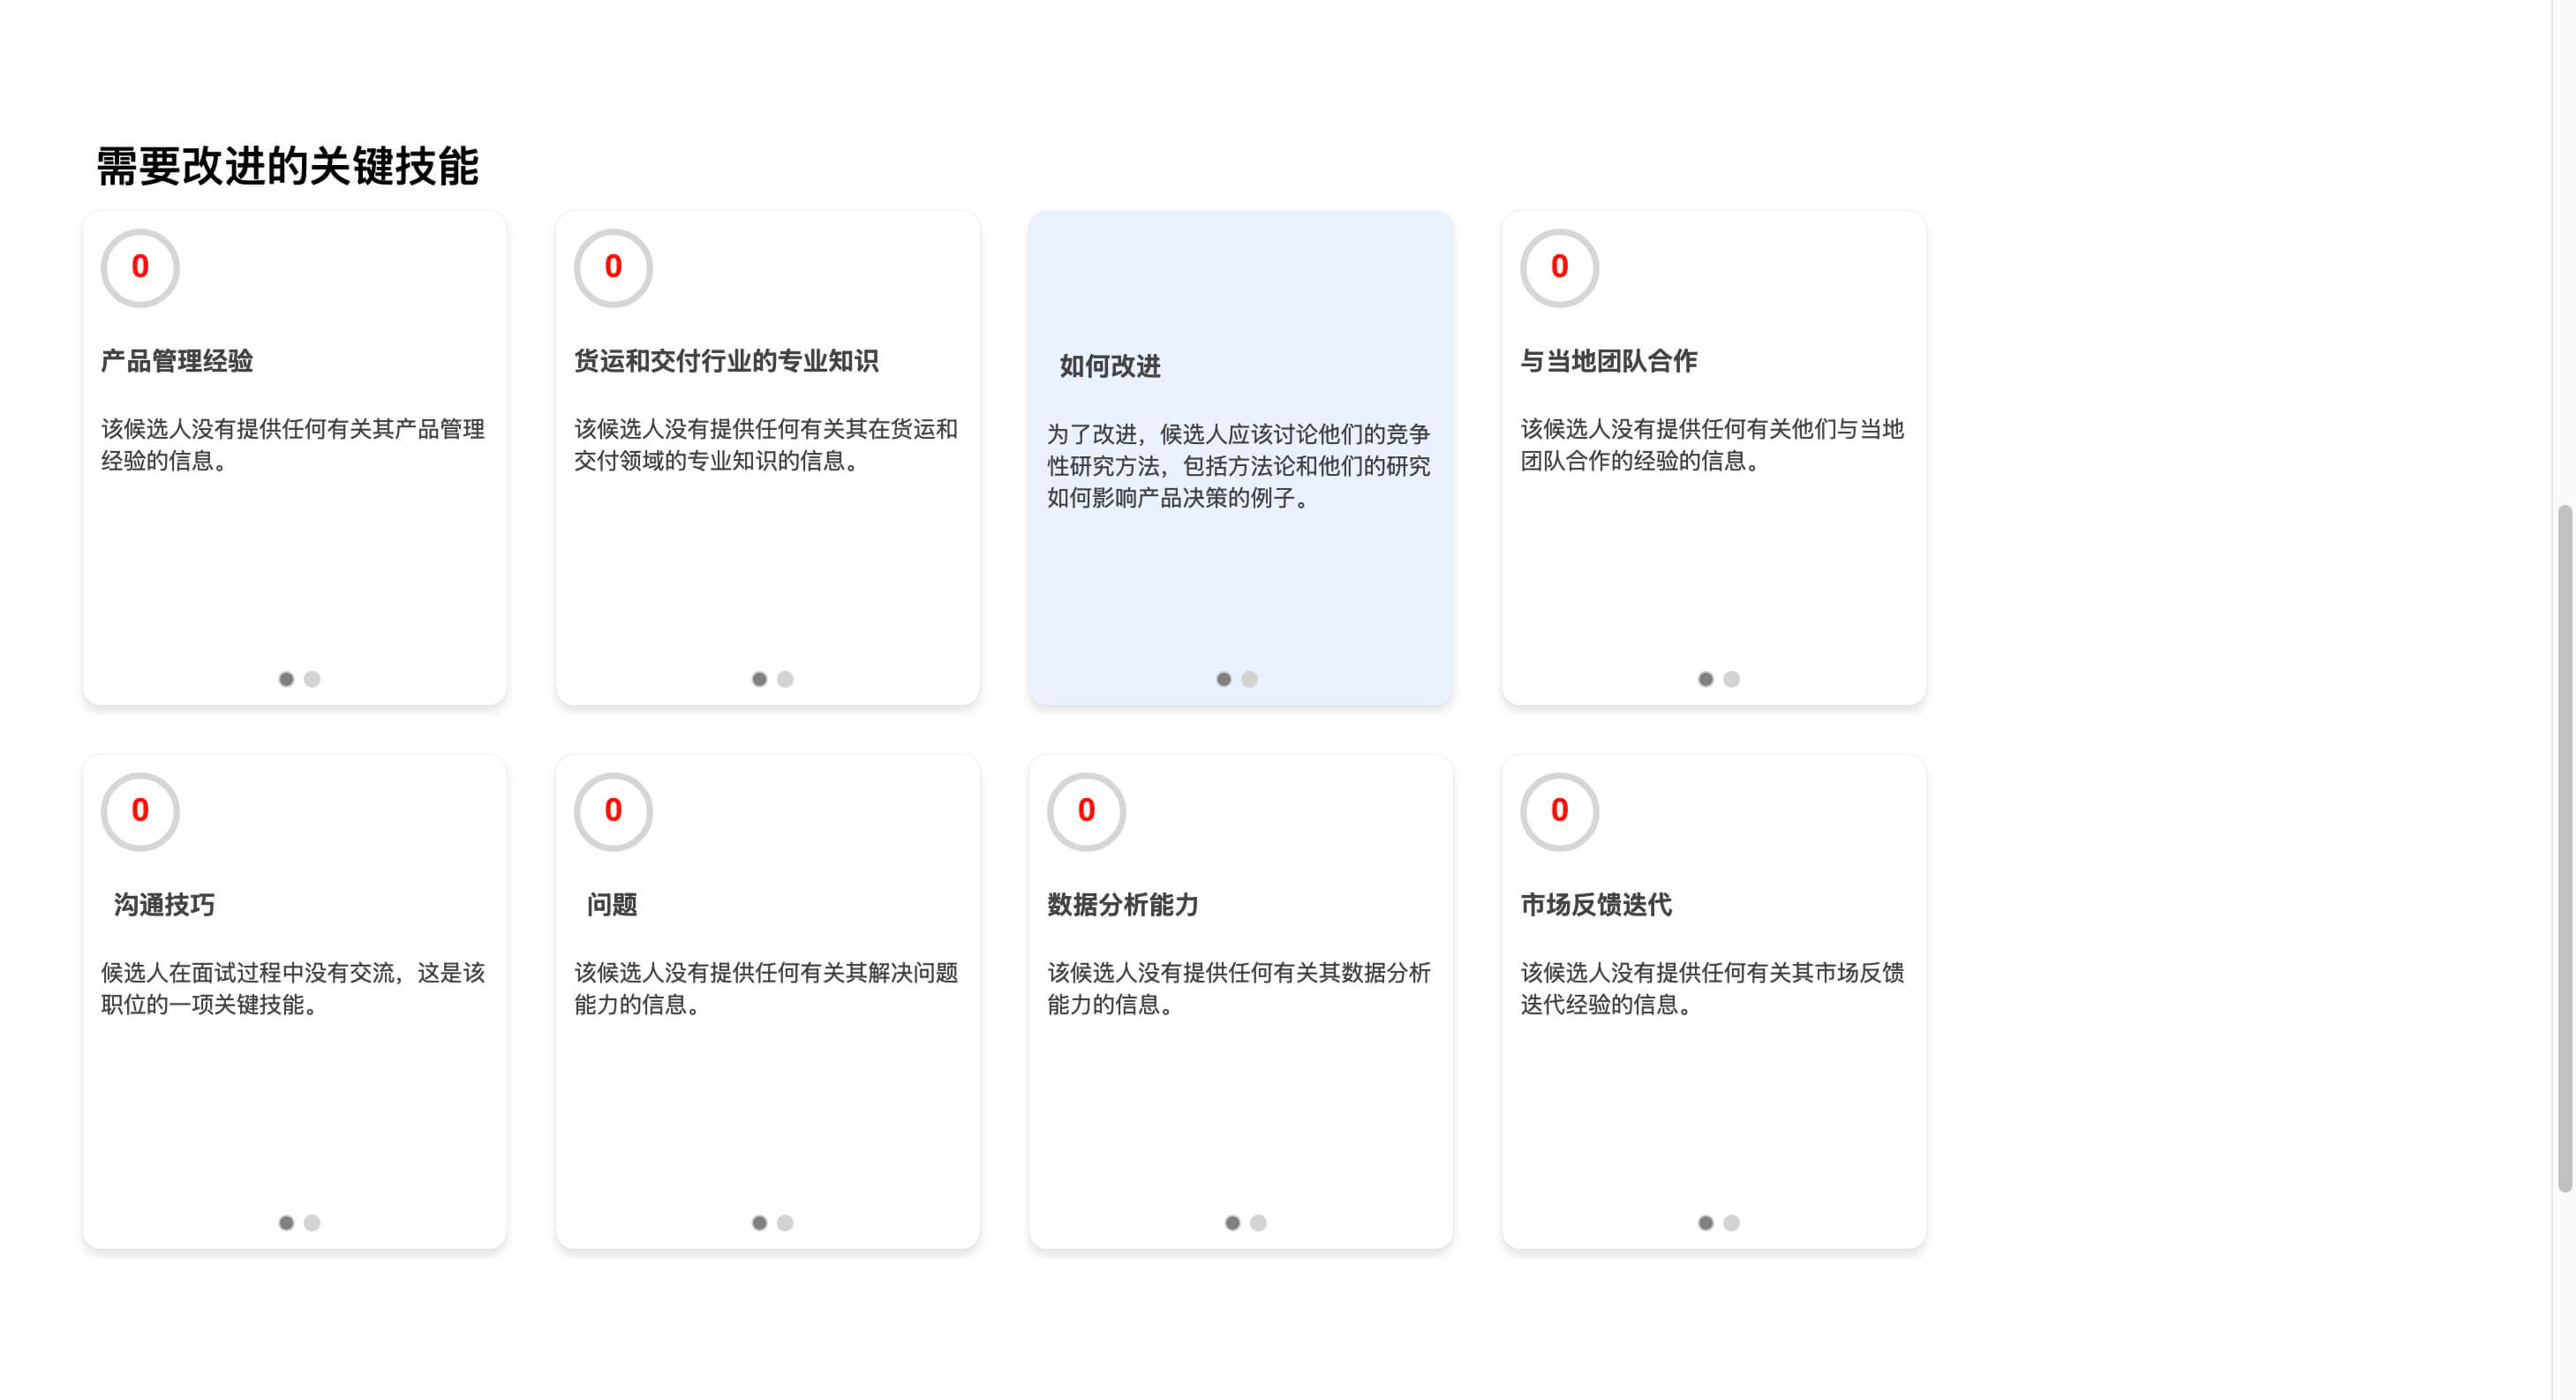 需要改进的关键技能
0
产品管理经验
该候选人没有提供任何有关其产品管理
经验的信息。
0
货运和交付行业的专业知识
该候选人没有提供任何有关其在货运和
交付领域的专业知识的信息。
如何改进
为了改进，候选人应该讨论他们的竞争
性研究方法，包括方法论和他们的研究
如何影响产品决策的例子。
0
与当地团队合作
该候选人没有提供任何有关他们与当地
团队合作的经验的信息。
0
沟通技巧
候选人在面试过程中没有交流，这是该
职位的一项关键技能。
0
问题
该候选人没有提供任何有关其解决问题
能力的信息。
0
数据分析能力
该候选人没有提供任何有关其数据分析
能力的信息。
0
市场反馈迭代
该候选人没有提供任何有关其市场反馈
迭代经验的信息。